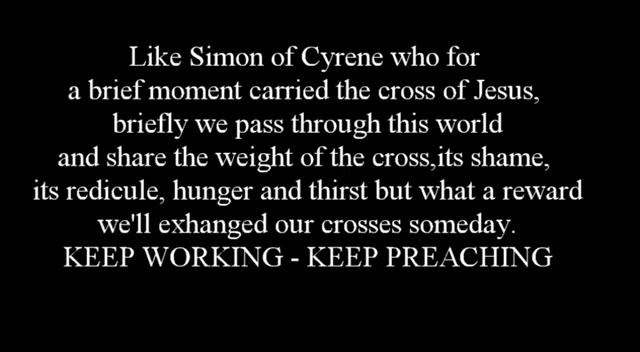 Like Simon of Cyrene who for
a brief moment carried the cross of Jesus,
briefly we pass through this world
and share the weight of the cross,its shame,
its redicule, hunger and thirst but what a reward
we'll exhanged our crosses someday.
KEEP WORKING - KEEP PREACHING